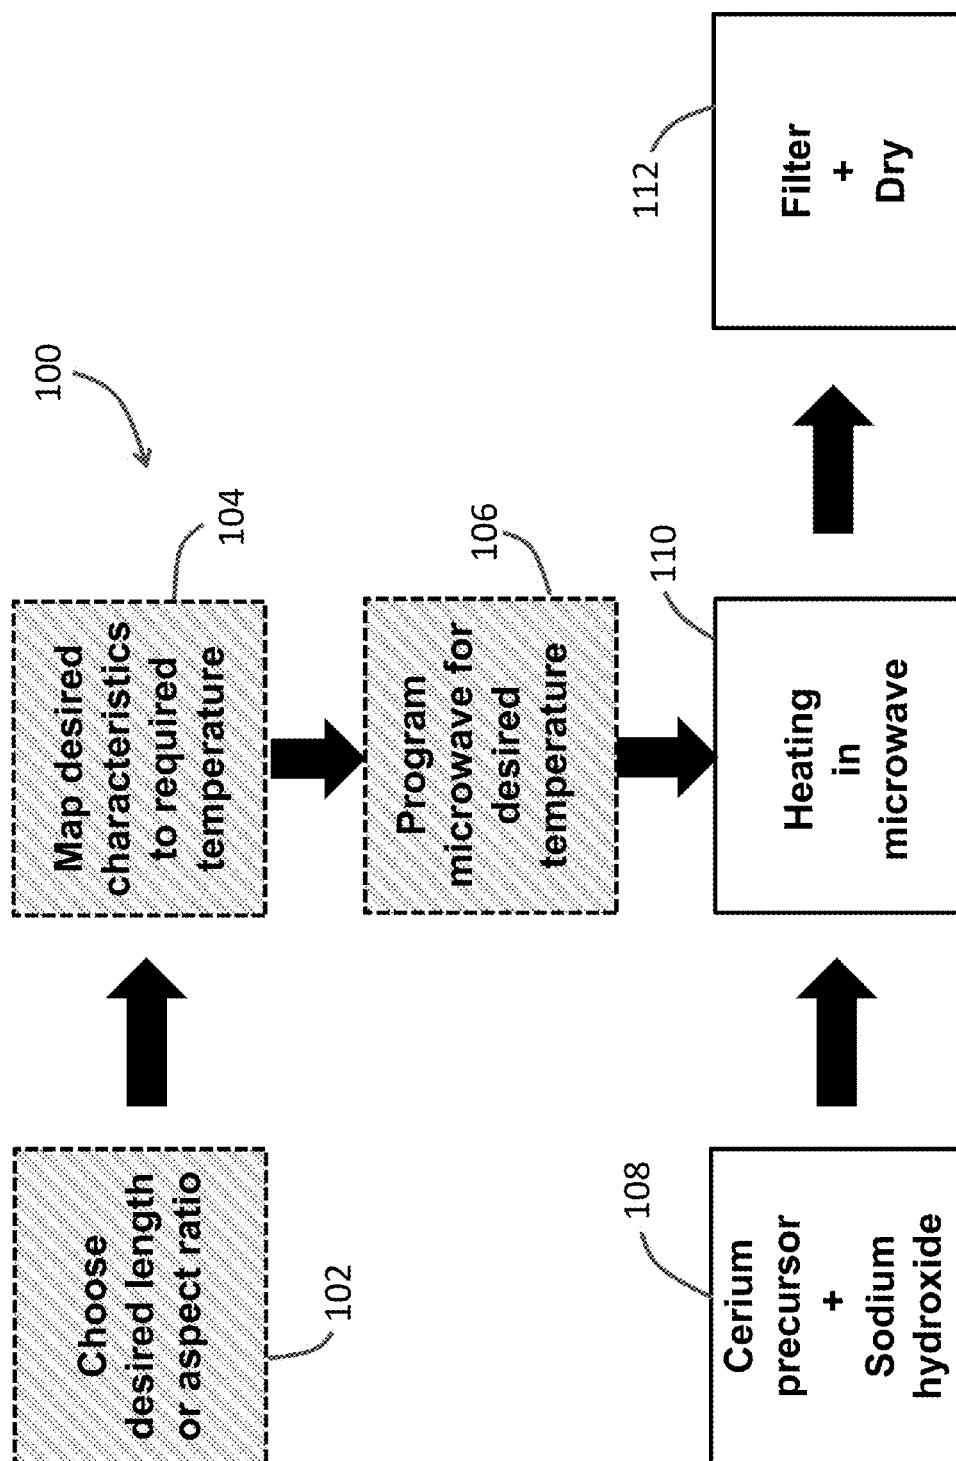 100
Choose
desired length
or aspect ratio
102
Map desired
characteristics
to required
temperature
104
Program
microwave for
desired
temperature
106
Cerium
precursor
+
Sodium
hydroxide
108
Heating
in
microwave
110
Filter
+
Dry
112